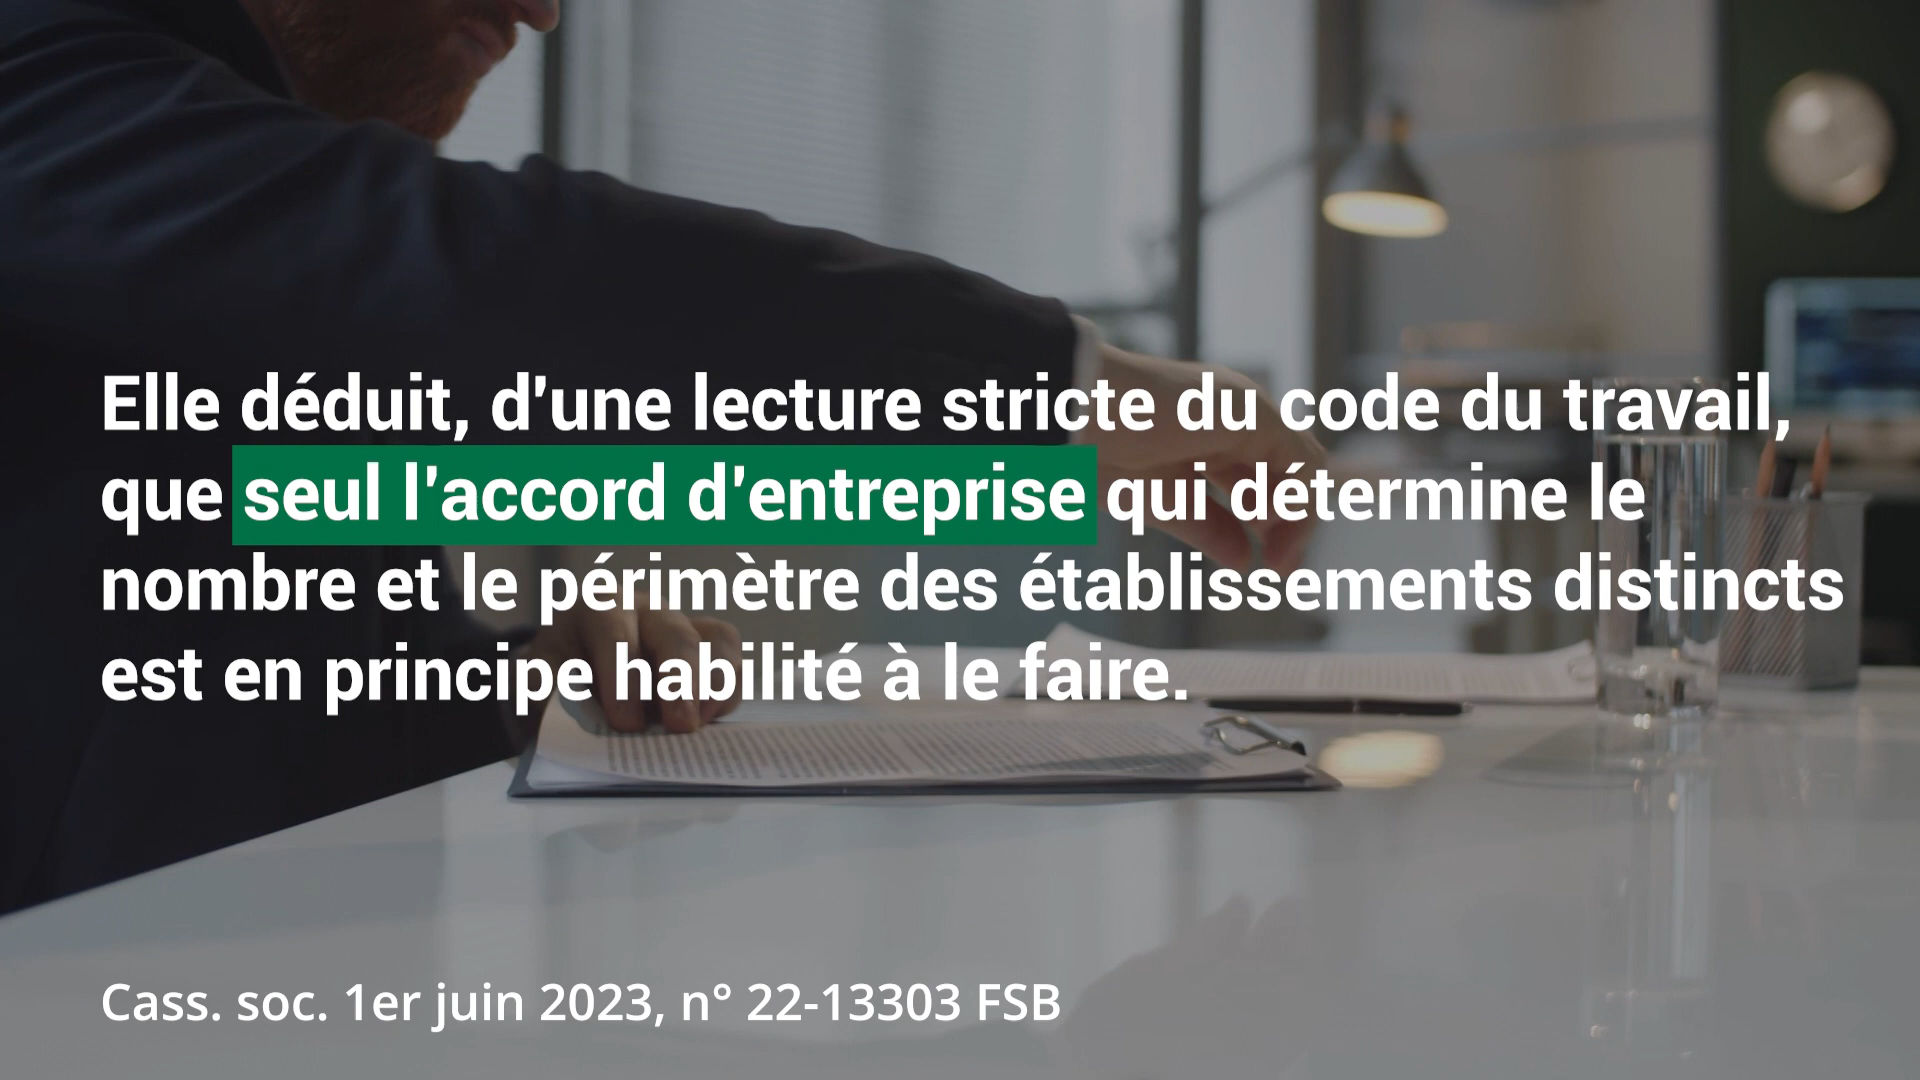 Elle déduit, d'une lecture stricte du code du travail,
que seul l'accord d'entreprise qui détermine le
nombre et le périmètre des établissements distincts
est en principe habilité à le faire.
Cass. soc. 1er juin 2023, n° 22-13303 FSB